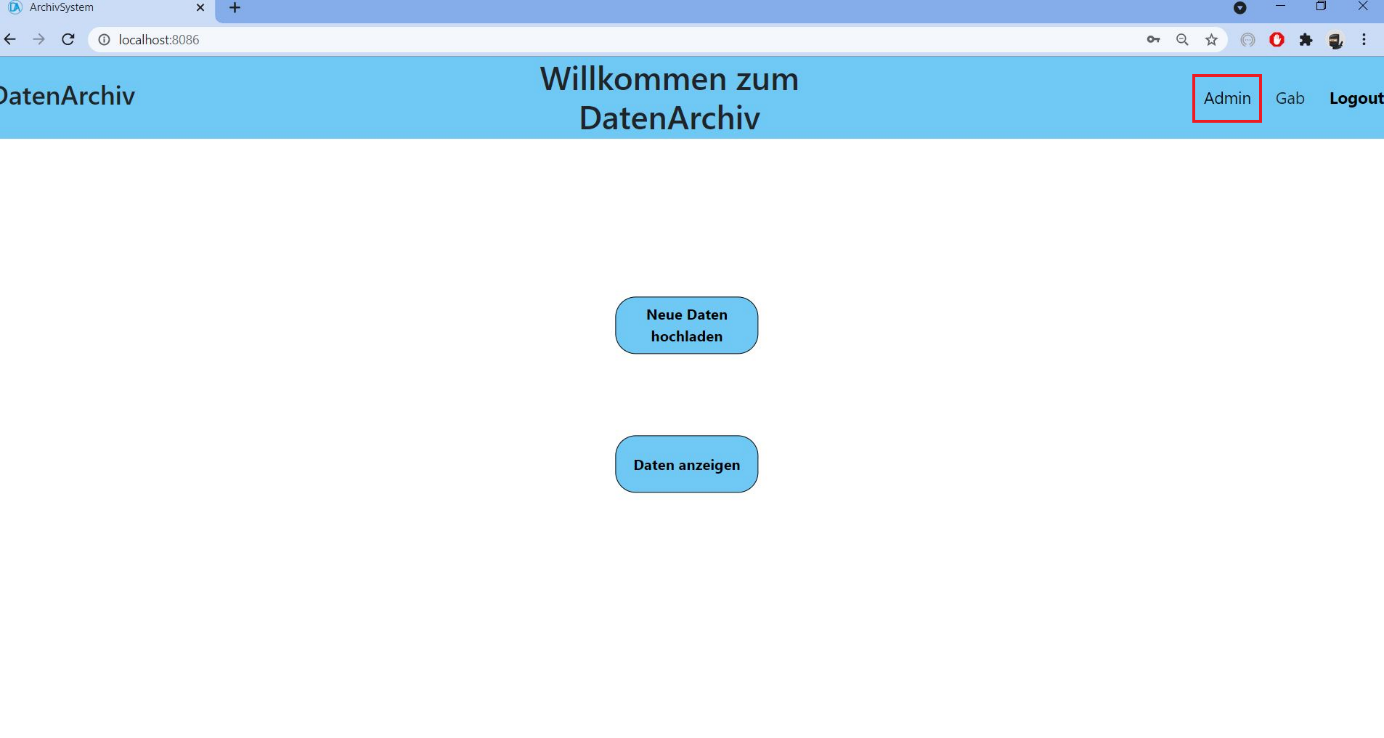 ArchivSystem
localhost:8086
DatenArchiv
Willkommen zum
DatenArchiv
Admin
Gab
Logout
Neue Daten
hochladen
Daten anzeigen